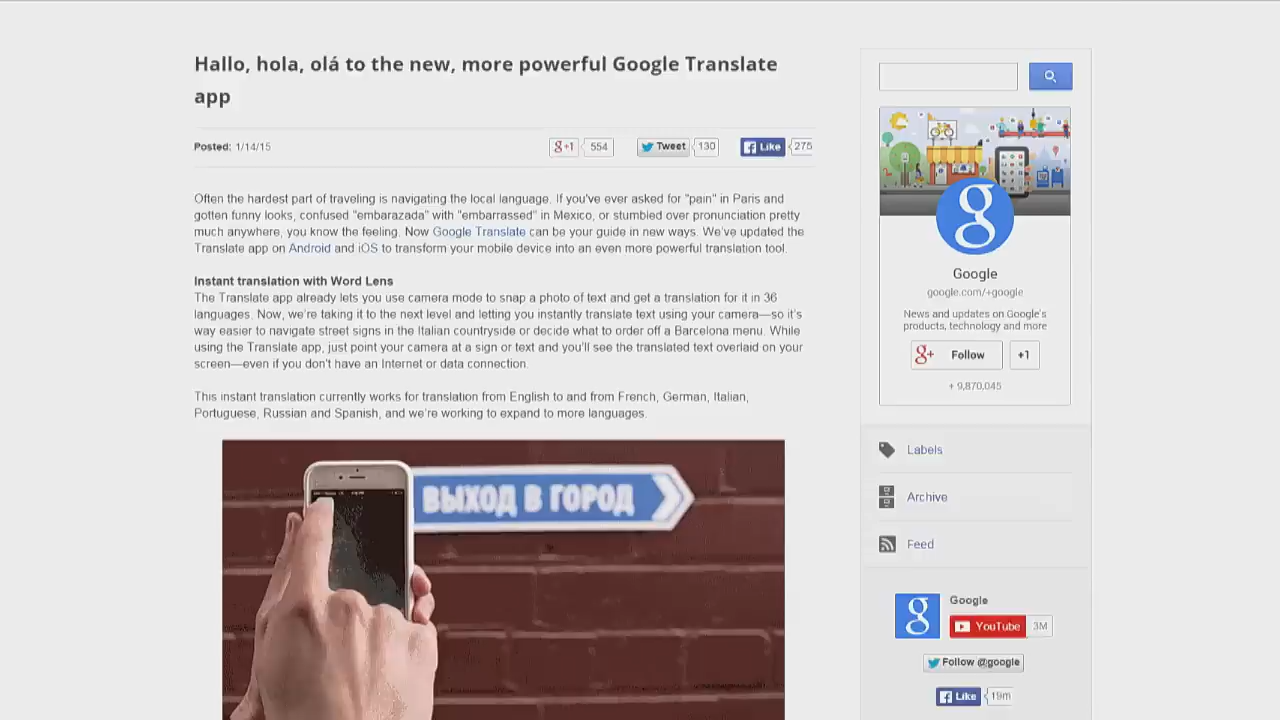 Hallo, hola, olá to the new, more powerful Google Translate
app
Posted: 1/14/15
g+1 554
Tweet 130
Like 275
Often the hardest part of traveling is navigating the local language. If you've ever asked for "pain" in Paris and
gotten funny looks, confused "embarazada" with "embarrassed" in Mexico, or stumbled over pronunciation pretty
much anywhere, you know the feeling. Now Google Translate can be your guide in new ways. We've updated the
Translate app on Android and iOS to transform your mobile device into an even more powerful translation tool.
Instant translation with Word Lens
The Translate app already lets you use camera mode to snap a photo of text and get a translation for it in 36
languages. Now, we're taking it to the next level and letting you instantly translate text using your camera—so it's
way easier to navigate street signs in the Italian countryside or decide what to order off a Barcelona menu. While
using the Translate app, just point your camera at a sign or text and you'll see the translated text overlaid on your
screen—even if you don't have an Internet or data connection.
This instant translation currently works for translation from English to and from French, German, Italian,
Portuguese, Russian and Spanish, and we're working to expand to more languages.
ВЫХОД В ГОРОД
g
Google
google.com/+google
News and updates on Google's
products, technology and more
g+ Follow +1
+ 9,870,045
Labels
Archive
Feed
g
Google
YouTube 3M
Follow @google
Like 19m